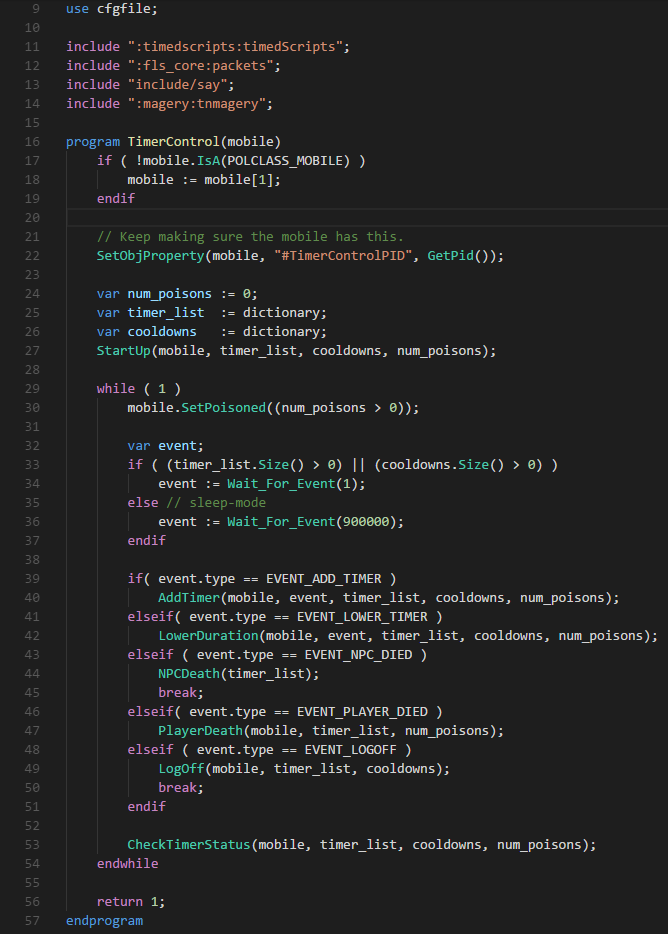 9 use cfgfile;
10
11 include ":timedscripts:timedScripts";
12 include ":fls_core:packets";
13 include "include/say";
14 include ":magery:tnmagery";
15
16 program TimerControl(mobile)
17     if ( !mobile.IsA(POLCLASS_MOBILE) )
18         mobile := mobile[1];
19     endif
20
21     // Keep making sure the mobile has this.
22     SetObjProperty(mobile, "#TimerControlPID", GetPid());
23
24     var num_poisons := 0;
25     var timer_list  := dictionary;
26     var cooldowns   := dictionary;
27     StartUp(mobile, timer_list, cooldowns, num_poisons);
28
29     while ( 1 )
30         mobile.SetPoisoned((num_poisons > 0));
31
32         var event;
33         if ( (timer_list.Size() > 0) || (cooldowns.Size() > 0) )
34             event := Wait_For_Event(1);
35         else // sleep-mode
36             event := Wait_For_Event(900000);
37         endif
38
39         if( event.type == EVENT_ADD_TIMER )
40             AddTimer(mobile, event, timer_list, cooldowns, num_poisons);
41         elseif( event.type == EVENT_LOWER_TIMER )
42             LowerDuration(mobile, event, timer_list, cooldowns, num_poisons);
43         elseif ( event.type == EVENT_NPC_DIED )
44             NPCDeath(timer_list);
45             break;
46         elseif( event.type == EVENT_PLAYER_DIED )
47             PlayerDeath(mobile, timer_list, num_poisons);
48         elseif ( event.type == EVENT_LOGOFF )
49             LogOff(mobile, timer_list, cooldowns);
50             break;
51         endif
52
53         CheckTimerStatus(mobile, timer_list, cooldowns, num_poisons);
54     endwhile
55
56     return 1;
57 endprogram